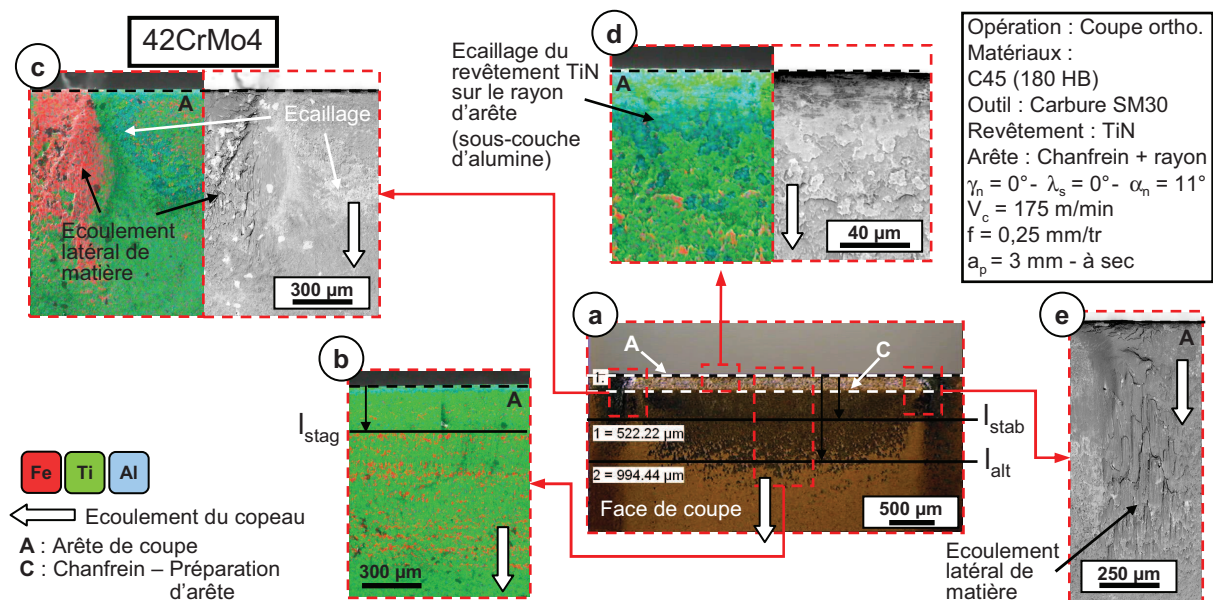 42CrMo4
c
A
Ecaillage
Ecoulement
latéral de
matière
300 µm
Ecaillage du
revêtement TiN
sur le rayon
d'arête
(sous-couche
d'alumine)
d
A
40 µm
Opération : Coupe ortho.
Matériaux :
C45 (180 HB)
Outil : Carbure SM30
Revêtement : TiN
Arête : Chanfrein + rayon
γn = 0° - λs = 0° - αn = 11°
Vc = 175 m/min
f = 0,25 mm/tr
ap = 3 mm - à sec
b
A
lstag
300 µm
a
A
C
1 = 522.22 µm
2 = 994.44 µm
lstab
lalt
Face de coupe
500 µm
e
A
Ecoulement
latéral de
matière
250 µm
Fe Ti Al
Ecoulement du copeau
A : Arête de coupe
C : Chanfrein – Préparation
d'arête